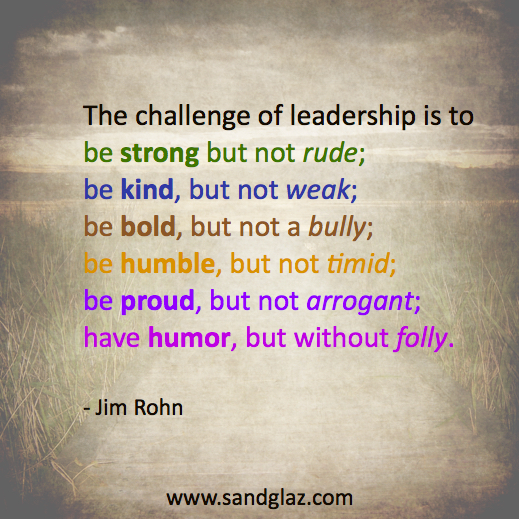 The challenge of leadership is to
be strong but not rude;
be kind, but not weak;
be bold, but not a bully;
be humble, but not timid;
be proud, but not arrogant;
have humor, but without folly.
- Jim Rohn
www.sandglaz.com